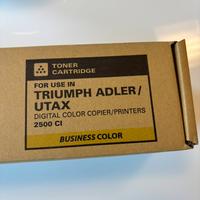 TONER
CARTRIDGE
FOR USE IN
TRIUMPH ADLER/
UTAX
DIGITAL COLOR COPIER/PRINTERS
2500 CI
BUSINESS COLOR